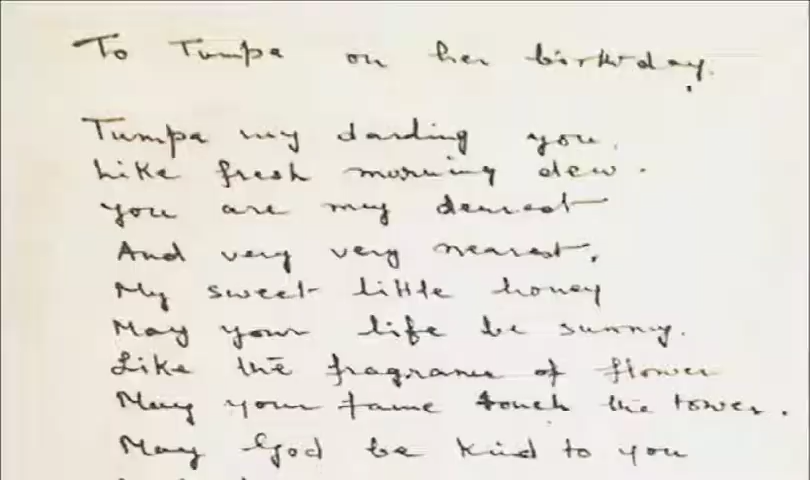 To Tumpa on her birthday.
Tumpa my darling you,
Like fresh morning dew.
You are my dearest
And very very nearest,
My sweet little honey
May your life be sunny.
Like the fragrance of flower
May your fame touch the tower.
May God be kind to you